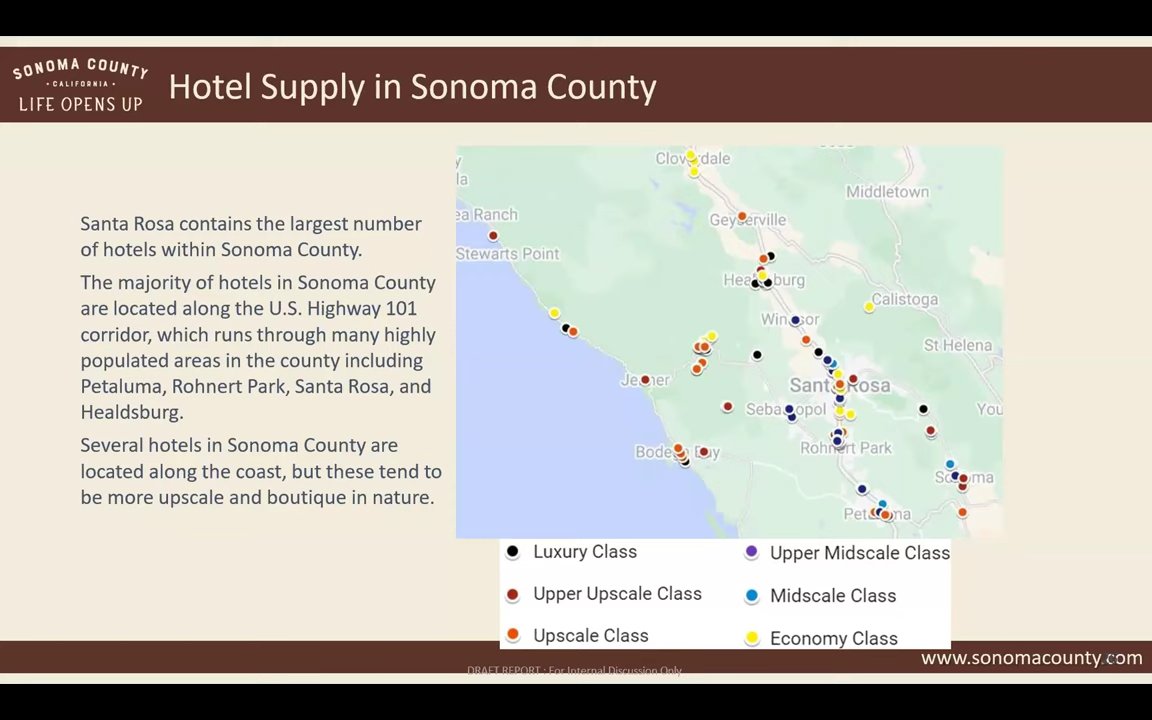 SONOMA COUNTY
• CALIFORNIA •
LIFE OPENS UP
Hotel Supply in Sonoma County
Santa Rosa contains the largest number
of hotels within Sonoma County.
The majority of hotels in Sonoma County
are located along the U.S. Highway 101
corridor, which runs through many highly
populated areas in the county including
Petaluma, Rohnert Park, Santa Rosa, and
Healdsburg.
Several hotels in Sonoma County are
located along the coast, but these tend to
be more upscale and boutique in nature.
Cloverdale
Middletown
ea Ranch
Geyserville
Stewarts Point
Healdsburg
Calistoga
Windsor
St Helena
Jenner
Santa Rosa
Sebastopol
You
Bodega Bay
Rohnert Park
Sonoma
Petaluma
Luxury Class
Upper Midscale Class
Upper Upscale Class
Midscale Class
Upscale Class
Economy Class
www.sonomacounty.com
DRAFT REPORT : For Internal Discussion Only